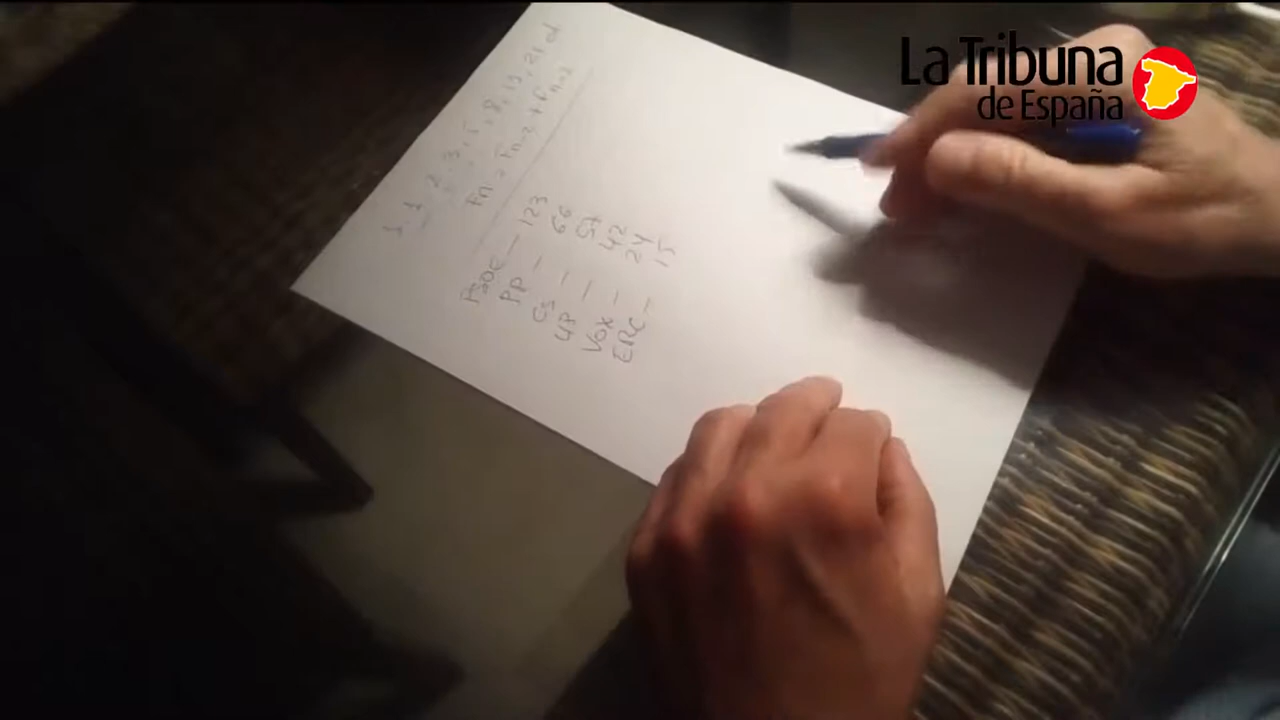 La Tribuna
de España
1, 1, 2, 3, 5, 8, 13, 21, d
Fn = Fn-2 + Fn-1
PSOE - 123
PP - 66
Cs - 57
UP - 42
VOX - 24
ERC - 15